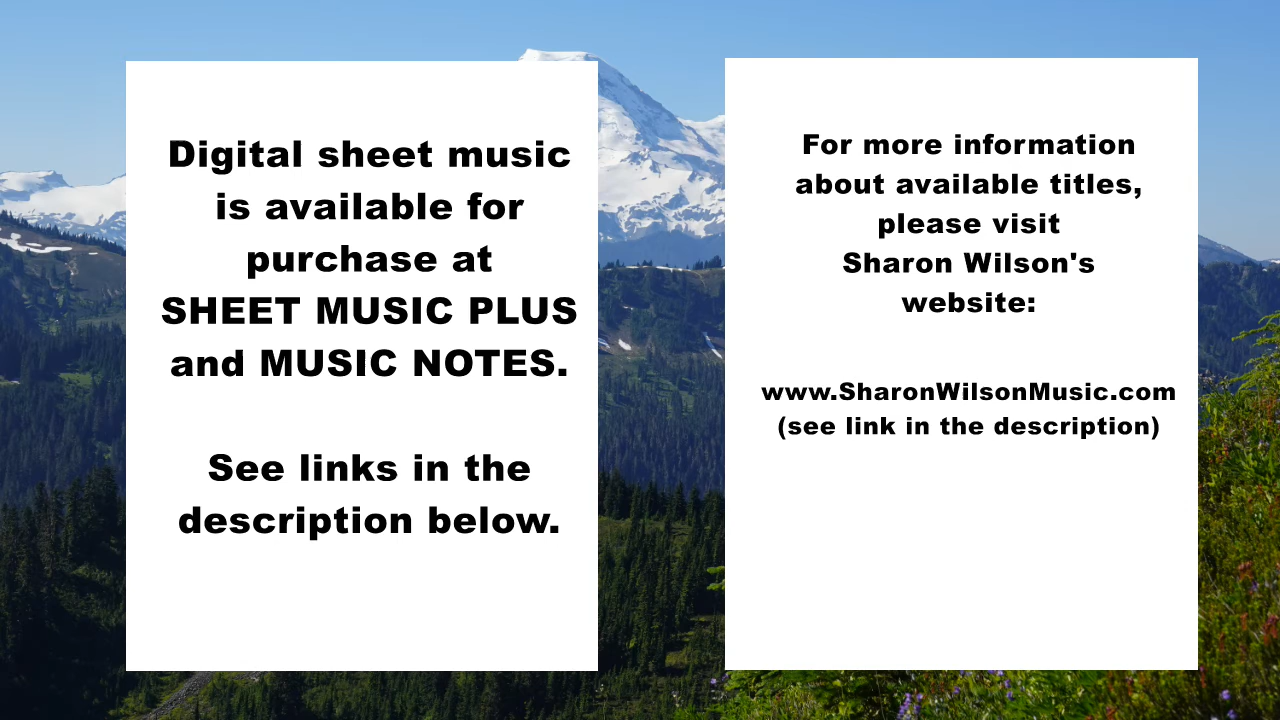 Digital sheet music
is available for
purchase at
SHEET MUSIC PLUS
and MUSIC NOTES.
See links in the
description below.
For more information
about available titles,
please visit
Sharon Wilson's
website:
www.SharonWilsonMusic.com
(see link in the description)